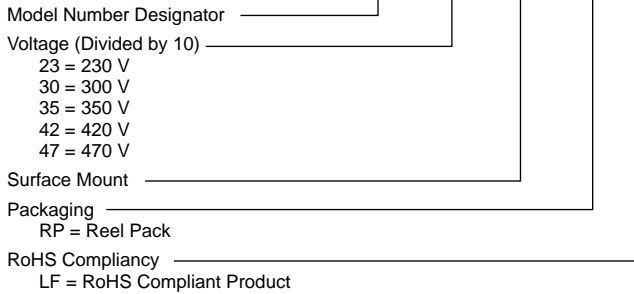 Model Number Designator
Voltage (Divided by 10)
23 = 230 V
30 = 300 V
35 = 350 V
42 = 420 V
47 = 470 V
Surface Mount
Packaging
RP = Reel Pack
RoHS Compliancy
LF = RoHS Compliant Product